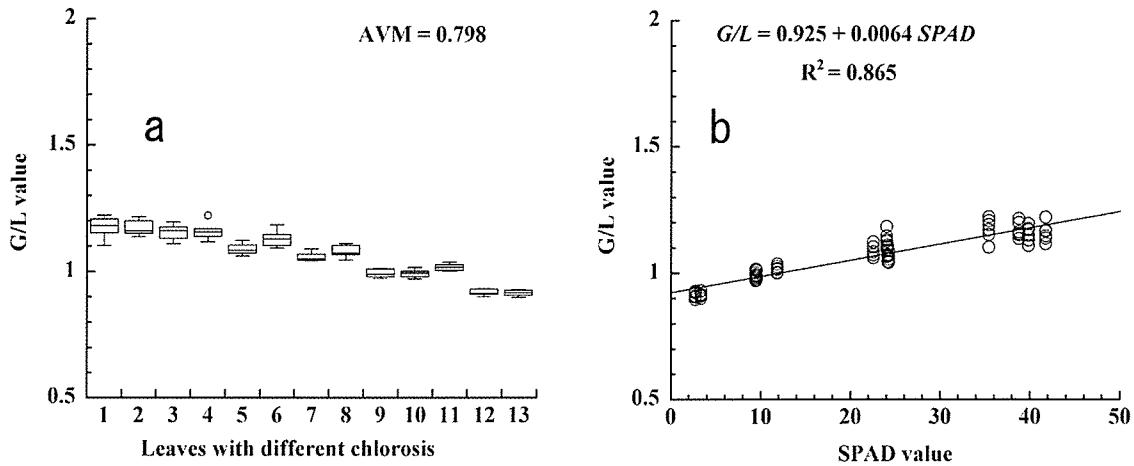 AVM = 0.798
a
G/L value
2
1.5
1
0.5
1 2 3 4 5 6 7 8 9 10 11 12 13
Leaves with different chlorosis
G/L = 0.925 + 0.0064 SPAD
R² = 0.865
b
G/L value
2
1.5
1
0.5
0 10 20 30 40 50
SPAD value